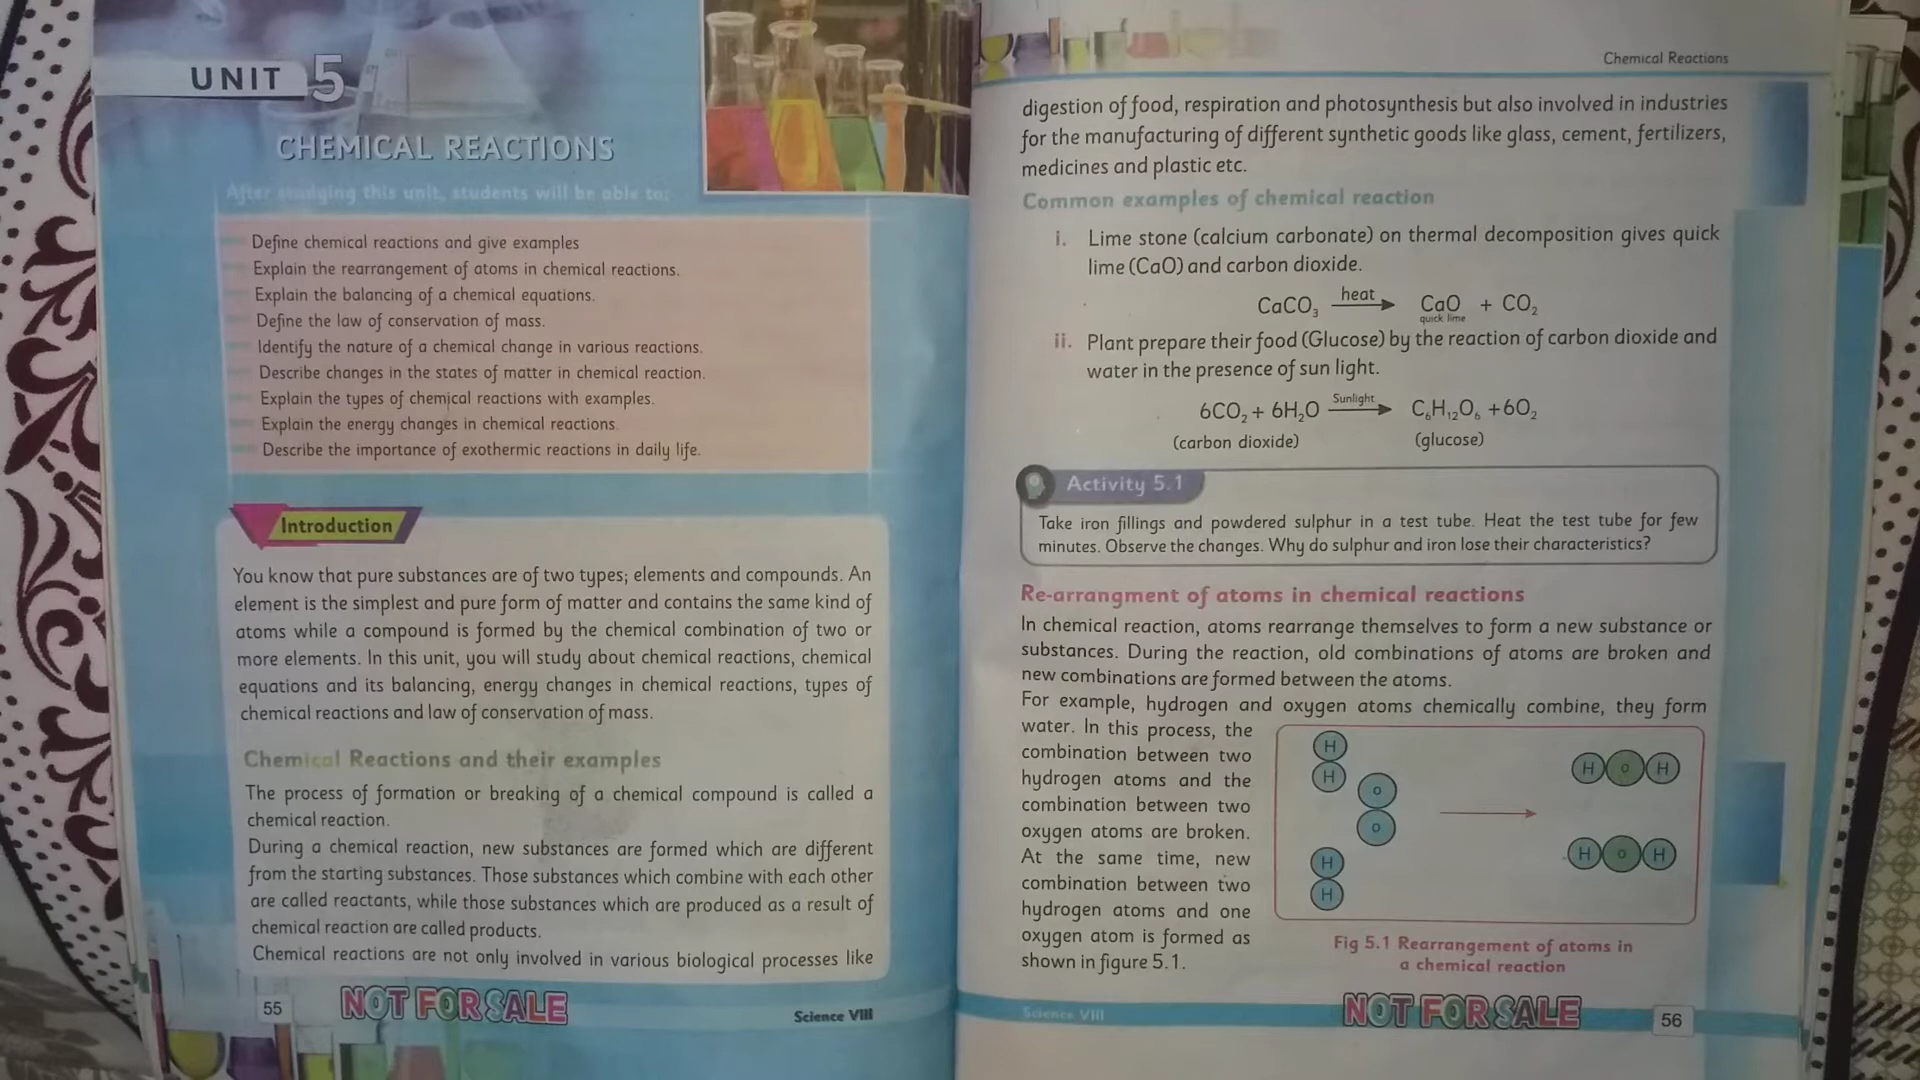 UNIT 5
CHEMICAL REACTIONS
After studying this unit, students will be able to:
Define chemical reactions and give examples
Explain the rearrangement of atoms in chemical reactions.
Explain the balancing of a chemical equations.
Define the law of conservation of mass.
Identify the nature of a chemical change in various reactions.
Describe changes in the states of matter in chemical reaction.
Explain the types of chemical reactions with examples.
Explain the energy changes in chemical reactions.
Describe the importance of exothermic reactions in daily life.
Introduction
You know that pure substances are of two types; elements and compounds. An
element is the simplest and pure form of matter and contains the same kind of
atoms while a compound is formed by the chemical combination of two or
more elements. In this unit, you will study about chemical reactions, chemical
equations and its balancing, energy changes in chemical reactions, types of
chemical reactions and law of conservation of mass.
Chemical Reactions and their examples
The process of formation or breaking of a chemical compound is called a
chemical reaction.
During a chemical reaction, new substances are formed which are different
from the starting substances. Those substances which combine with each other
are called reactants, while those substances which are produced as a result of
chemical reaction are called products.
Chemical reactions are not only involved in various biological processes like
55
NOT FOR SALE
Science VIII
Chemical Reactions
digestion of food, respiration and photosynthesis but also involved in industries
for the manufacturing of different synthetic goods like glass, cement, fertilizers,
medicines and plastic etc.
Common examples of chemical reaction
i. Lime stone (calcium carbonate) on thermal decomposition gives quick
lime (CaO) and carbon dioxide.
CaCO₃ heat → CaO + CO₂
quick lime
ii. Plant prepare their food (Glucose) by the reaction of carbon dioxide and
water in the presence of sun light.
6CO₂ + 6H₂O Sunlight → C₆H₁₂O₆ +6O₂
(carbon dioxide) (glucose)
Activity 5.1
Take iron fillings and powdered sulphur in a test tube. Heat the test tube for few
minutes. Observe the changes. Why do sulphur and iron lose their characteristics?
Re-arrangment of atoms in chemical reactions
In chemical reaction, atoms rearrange themselves to form a new substance or
substances. During the reaction, old combinations of atoms are broken and
new combinations are formed between the atoms.
For example, hydrogen and oxygen atoms chemically combine, they form
water. In this process, the
combination between two
hydrogen atoms and the
combination between two
oxygen atoms are broken.
At the same time, new
combination between two
hydrogen atoms and one
oxygen atom is formed as
shown in figure 5.1.
H
H
O
O
H
H
H O H
H O H
Fig 5.1 Rearrangement of atoms in
a chemical reaction
Science VIII
NOT FOR SALE
56